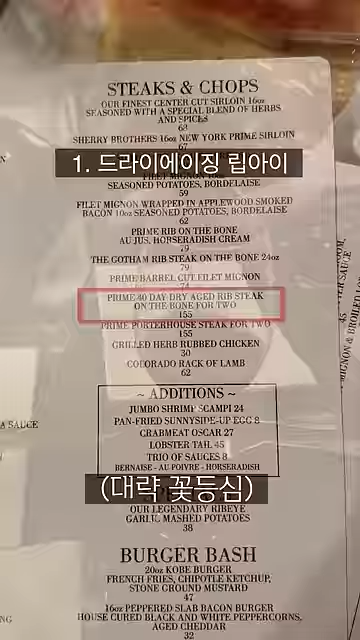 STEAKS & CHOPS
OUR FINEST CENTER CUT SIRLOIN 16oz
SEASONED WITH A SPECIAL BLEND OF HERBS
AND SPICES
63
SHERRY BROTHERS 16oz NEW YORK PRIME SIRLOIN
67
1. 드라이에이징 립아이
FILET MIGNON 10oz
SEASONED POTATOES, BORDELAISE
59
FILET MIGNON WRAPPED IN APPLEWOOD SMOKED
BACON 10oz SEASONED POTATOES, BORDELAISE
62
PRIME RIB ON THE BONE
AU JUS, HORSERADISH CREAM
79
THE GOTHAM RIB STEAK ON THE BONE 24oz
79
PRIME BARREL CUT FILET MIGNON
74
PRIME 40 DAY DRY AGED RIB STEAK
ON THE BONE FOR TWO
155
PRIME PORTERHOUSE STEAK FOR TWO
155
GRILLED HERB RUBBED CHICKEN
30
COLORADO RACK OF LAMB
62
~ ADDITIONS ~
JUMBO SHRIMP SCAMPI 24
PAN-FRIED SUNNYSIDE-UP EGG 8
CRABMEAT OSCAR 27
LOBSTER TAIL 45
TRIO OF SAUCES 8
BERNAISE - AU POIVRE - HORSERADISH
(대략 꽃등심)
OUR LEGENDARY RIBEYE
GARLIC MASHED POTATOES
38
BURGER BASH
20oz KOBE BURGER
FRENCH FRIES, CHIPOTLE KETCHUP,
STONE GROUND MUSTARD
47
16oz PEPPERED SLAB BACON BURGER
HOUSE CURED BLACK AND WHITE PEPPERCORNS,
AGED CHEDDAR
32
A SAUCE